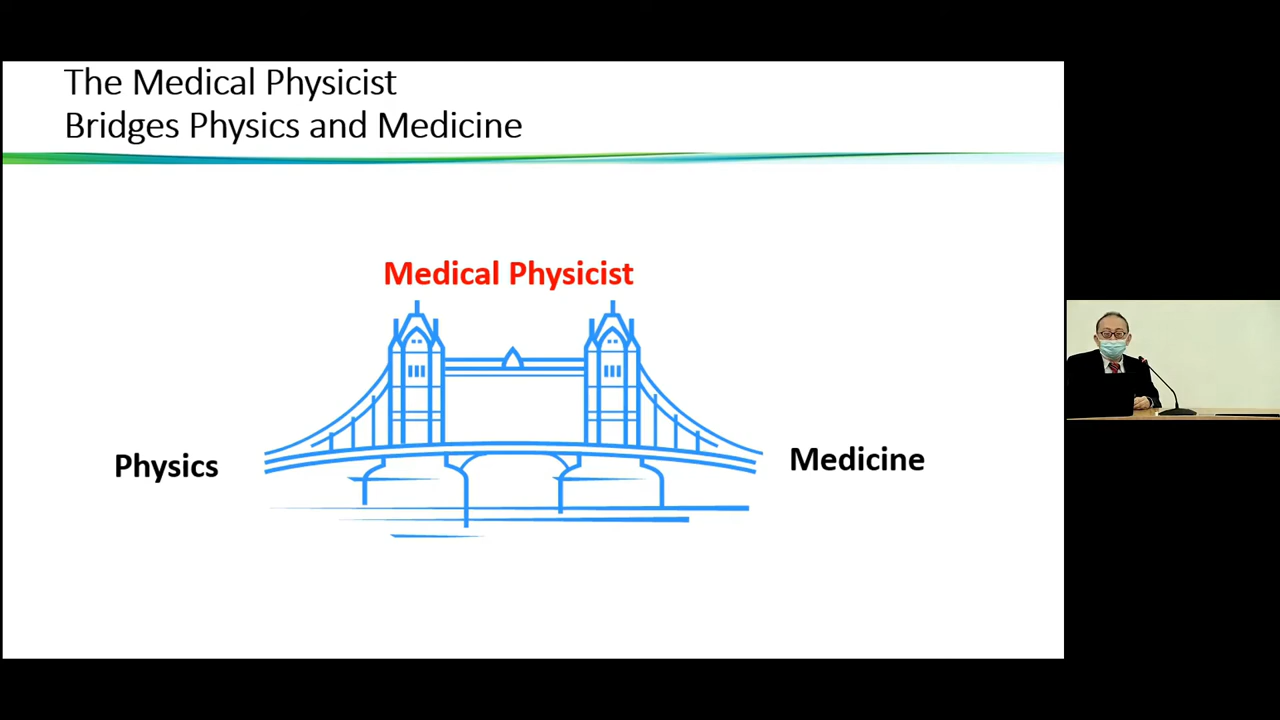 The Medical Physicist
Bridges Physics and Medicine
Medical Physicist
Physics
Medicine